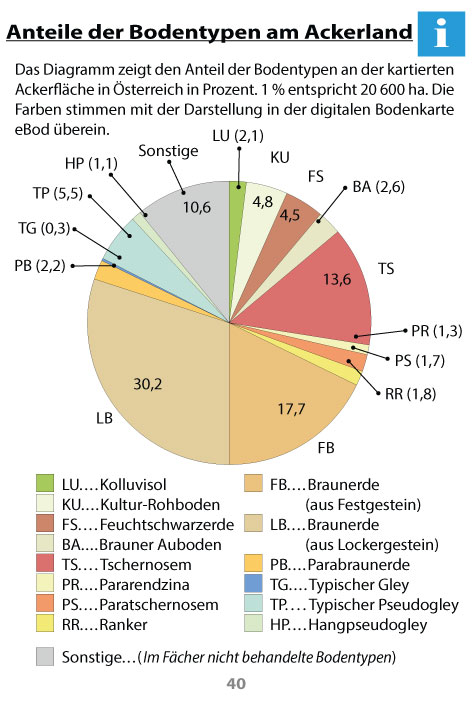 Anteile der Bodentypen am Ackerland i
Das Diagramm zeigt den Anteil der Bodentypen an der kartierten
Ackerfläche in Österreich in Prozent. 1 % entspricht 20 600 ha. Die
Farben stimmen mit der Darstellung in der digitalen Bodenkarte
eBod überein.
LU (2,1)
KU
4,8
FS
4,5
BA (2,6)
TS
13,6
PR (1,3)
PS (1,7)
RR (1,8)
17,7
FB
30,2
LB
PB (2,2)
TG (0,3)
TP (5,5)
HP (1,1)
Sonstige
10,6
LU....Kolluvisol
KU....Kultur-Rohboden
FS....Feuchtschwarzerde
BA....Brauner Auboden
TS....Tschernosem
PR....Pararendzina
PS....Paratschernosem
RR....Ranker
FB....Braunerde
(aus Festgestein)
LB....Braunerde
(aus Lockergestein)
PB....Parabraunerde
TG....Typischer Gley
TP....Typischer Pseudogley
HP....Hangpseudogley
Sonstige...(Im Fächer nicht behandelte Bodentypen)
40